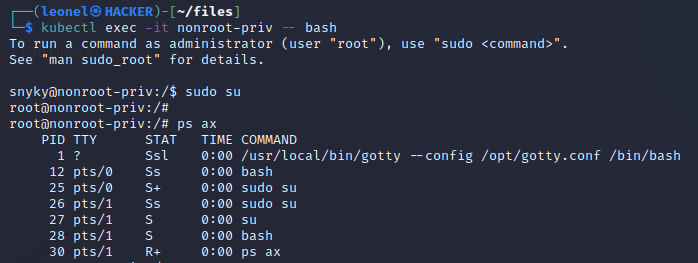 ┌──(leonel㉿HACKER)-[~/files]
└─$ kubectl exec -it nonroot-priv -- bash
To run a command as administrator (user "root"), use "sudo <command>".
See "man sudo_root" for details.

snyky@nonroot-priv:/$ sudo su
root@nonroot-priv:/#
root@nonroot-priv:/# ps ax
    PID TTY      STAT   TIME COMMAND
      1 ?        Ssl    0:00 /usr/local/bin/gotty --config /opt/gotty.conf /bin/bash
     12 pts/0    Ss     0:00 bash
     25 pts/0    S+     0:00 sudo su
     26 pts/1    Ss     0:00 sudo su
     27 pts/1    S      0:00 su
     28 pts/1    S      0:00 bash
     30 pts/1    R+     0:00 ps ax